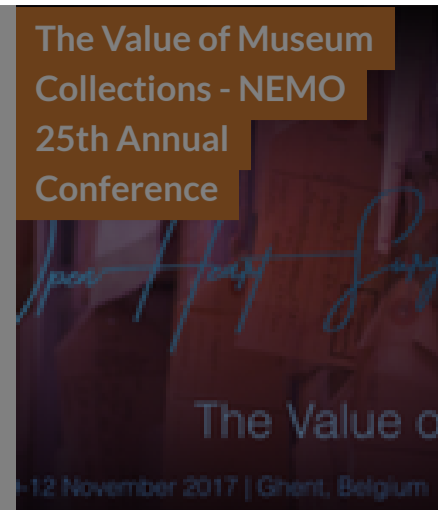 The Value of Museum
Collections - NEMO
25th Annual
Conference
The Value o
-12 November 2017 | Ghent, Belgium